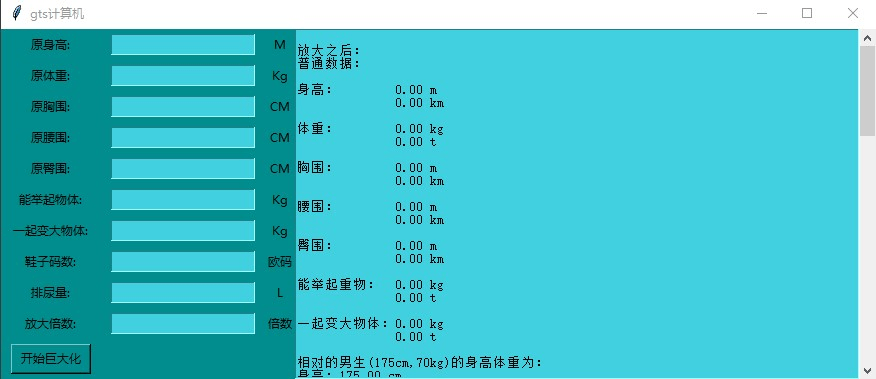 gts计算机
原身高: M
原体重: Kg
原胸围: CM
原腰围: CM
原臀围: CM
能举起物体: Kg
一起变大物体: Kg
鞋子码数: 欧码
排尿量: L
放大倍数: 倍数
开始巨大化
放大之后：
普通数据：
身高： 0.00 m
0.00 km
体重： 0.00 kg
0.00 t
胸围： 0.00 m
0.00 km
腰围： 0.00 m
0.00 km
臀围： 0.00 m
0.00 km
能举起重物： 0.00 kg
0.00 t
一起变大物体：0.00 kg
0.00 t
相对的男生(175cm,70kg)的身高体重为：
身高：175.00 cm